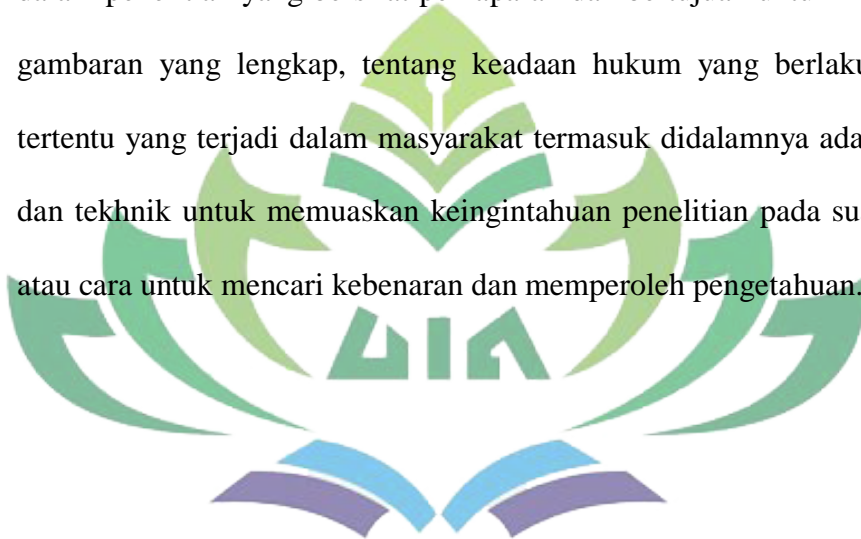 gambaran yang lengkap, tentang keadaan hukum yang berlaku
tertentu yang terjadi dalam masyarakat termasuk didalamnya ada
dan tekhnik untuk memuaskan keingintahuan penelitian pada su
atau cara untuk mencari kebenaran dan memperoleh pengetahuan.
UIN